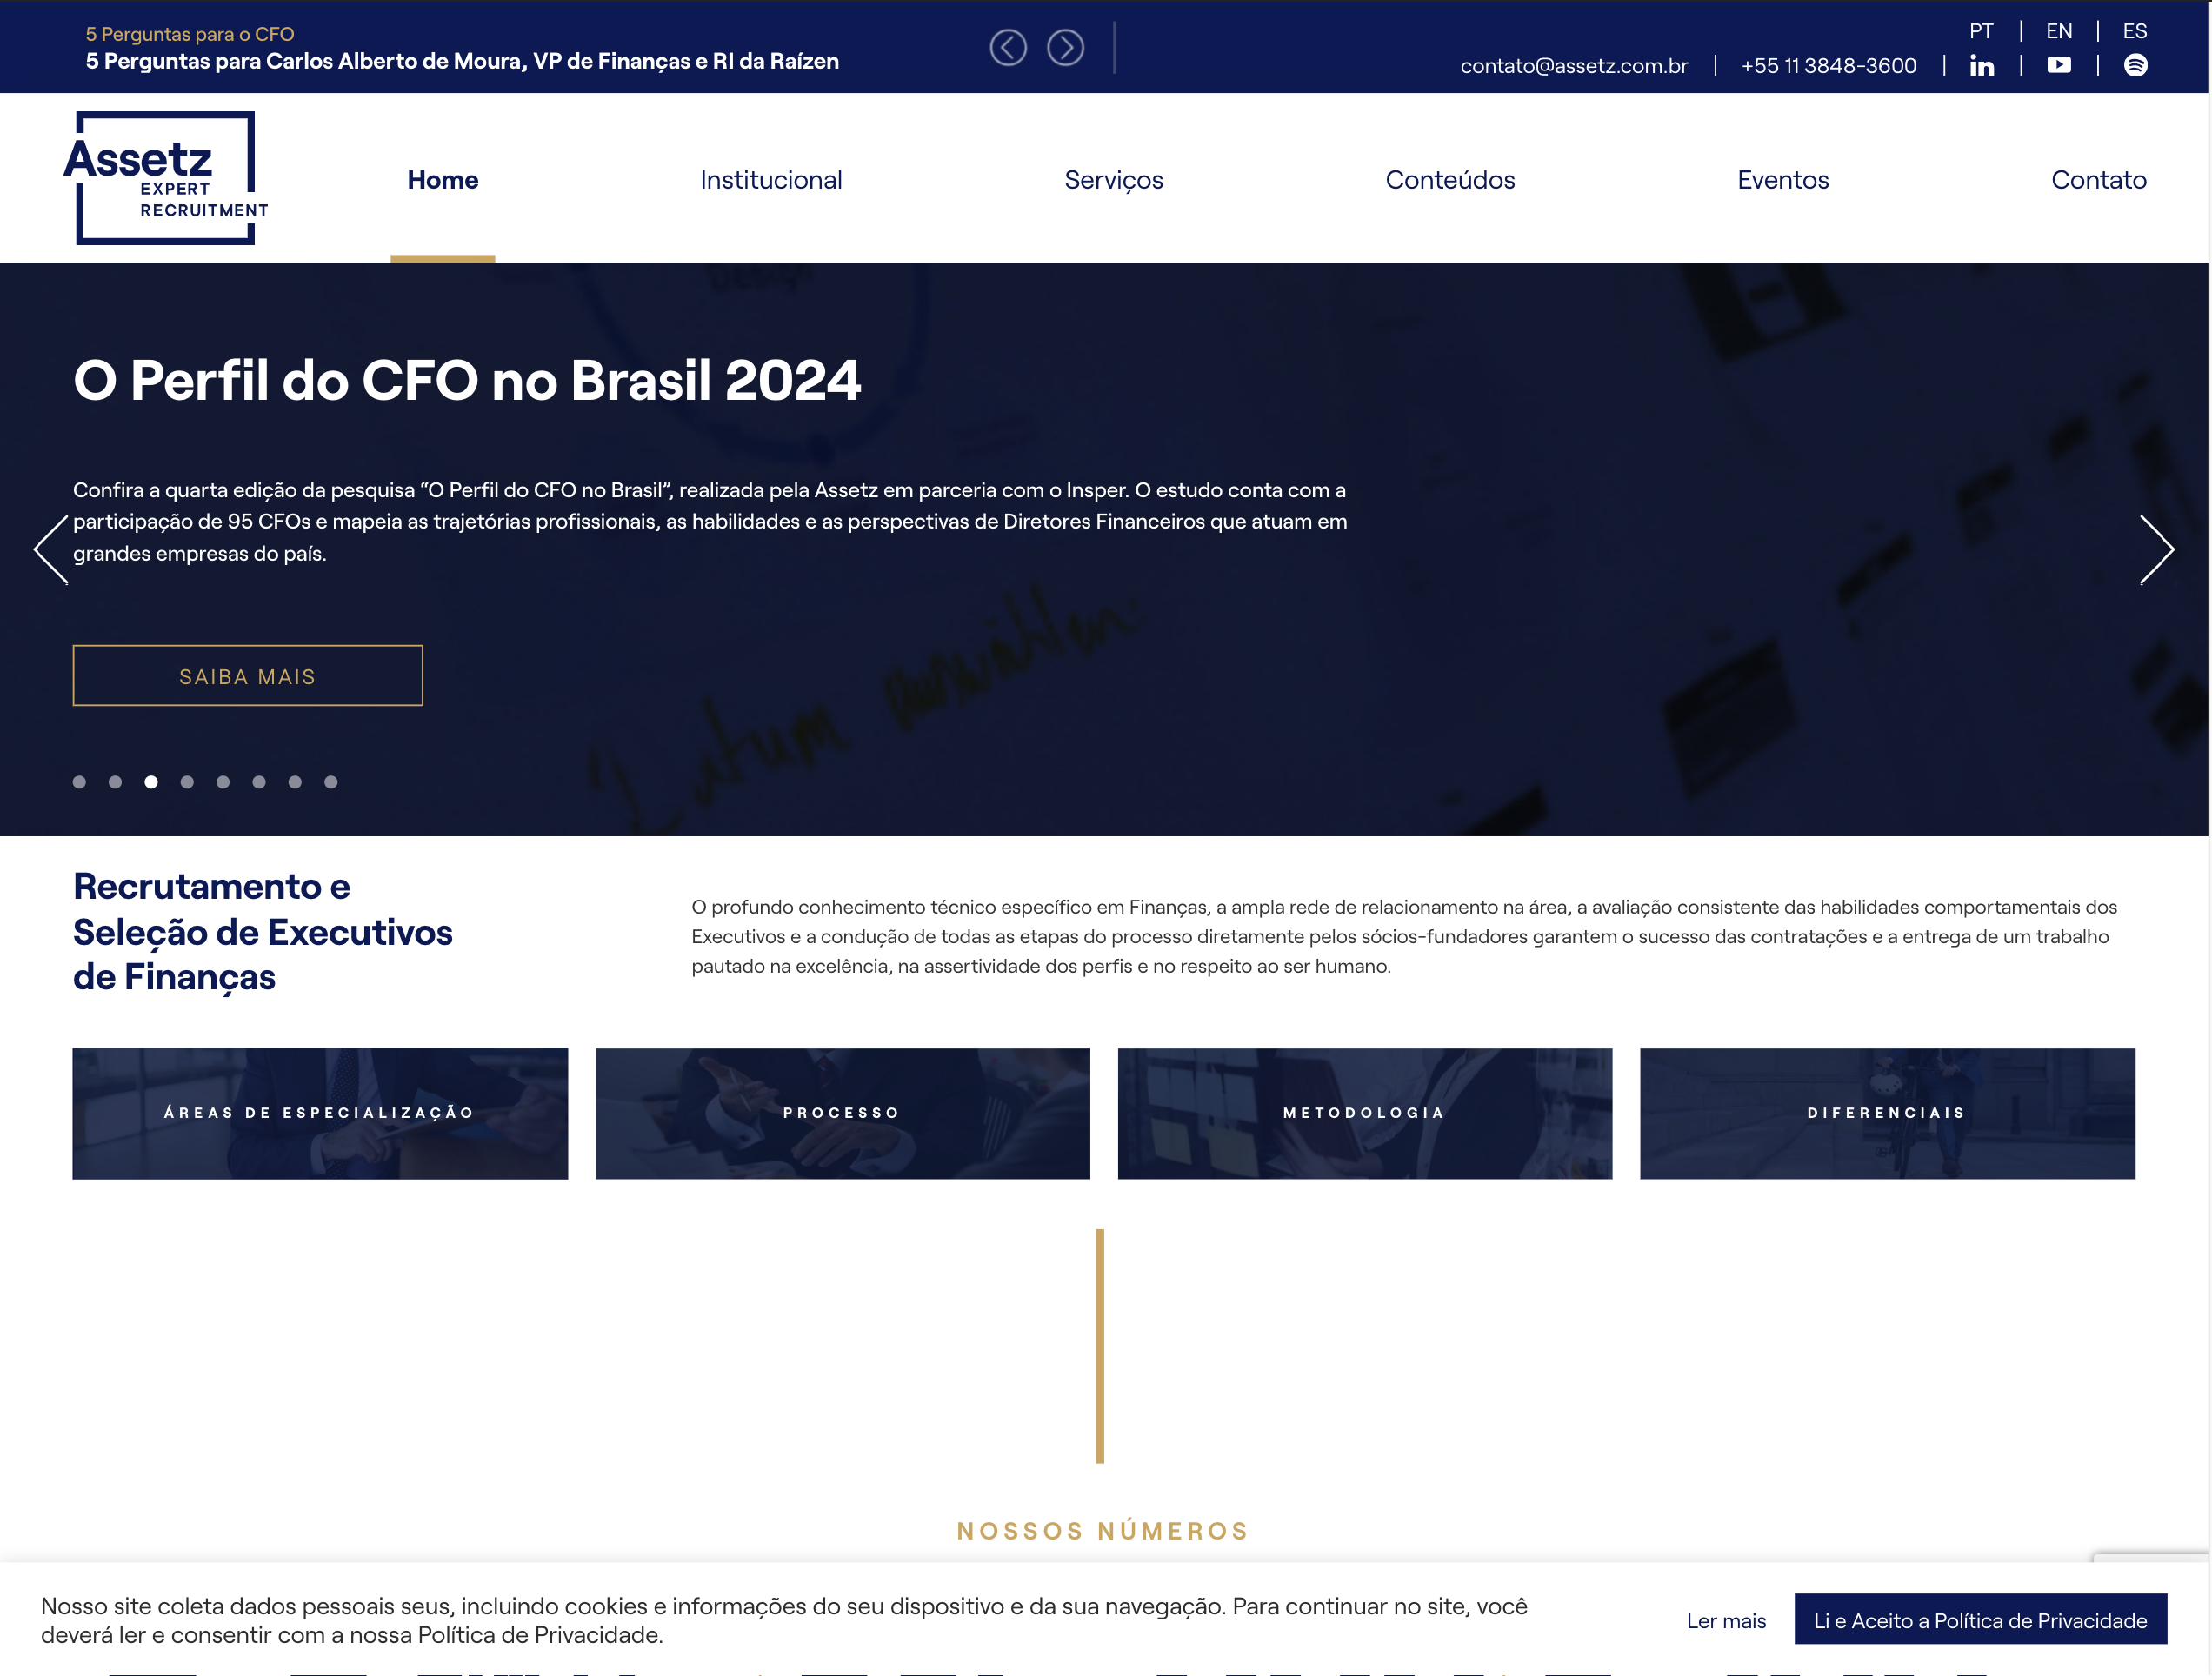 5 Perguntas para o CFO
5 Perguntas para Carlos Alberto de Moura, VP de Finanças e RI da Raízen
PT | EN | ES
contato@assetz.com.br | +55 11 3848-3600
Assetz
EXPERT
RECRUITMENT
Home
Institucional
Serviços
Conteúdos
Eventos
Contato
O Perfil do CFO no Brasil 2024
Confira a quarta edição da pesquisa “O Perfil do CFO no Brasil”, realizada pela Assetz em parceria com o Insper. O estudo conta com a
participação de 95 CFOs e mapeia as trajetórias profissionais, as habilidades e as perspectivas de Diretores Financeiros que atuam em
grandes empresas do país.
SAIBA MAIS
Recrutamento e
Seleção de Executivos
de Finanças
O profundo conhecimento técnico específico em Finanças, a ampla rede de relacionamento na área, a avaliação consistente das habilidades comportamentais dos
Executivos e a condução de todas as etapas do processo diretamente pelos sócios-fundadores garantem o sucesso das contratações e a entrega de um trabalho
pautado na excelência, na assertividade dos perfis e no respeito ao ser humano.
ÁREAS DE ESPECIALIZAÇÃO
PROCESSO
METODOLOGIA
DIFERENCIAIS
NOSSOS NÚMEROS
Nosso site coleta dados pessoais seus, incluindo cookies e informações do seu dispositivo e da sua navegação. Para continuar no site, você
deverá ler e consentir com a nossa Política de Privacidade.
Ler mais
Li e Aceito a Política de Privacidade